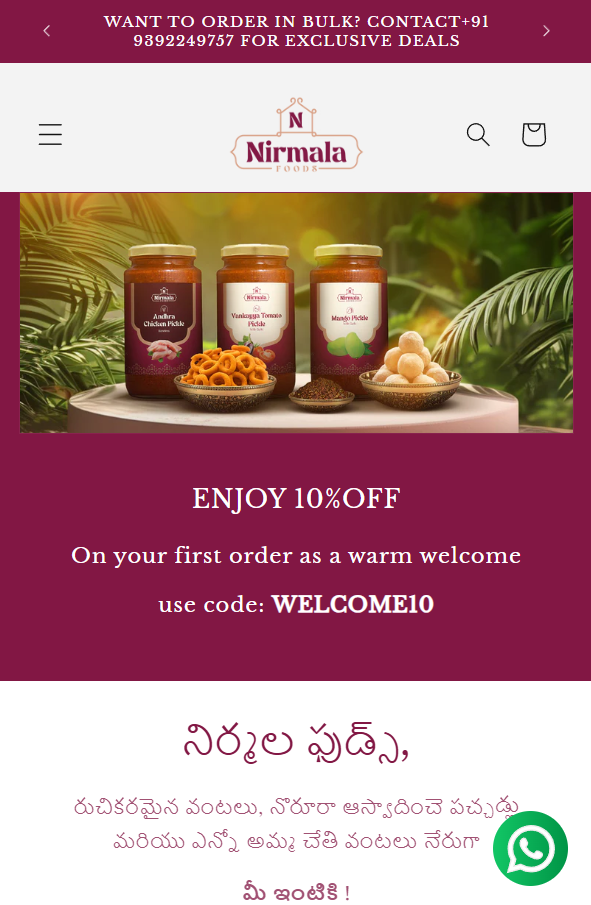 WANT TO ORDER IN BULK? CONTACT+91
9392249757 FOR EXCLUSIVE DEALS
N
Nirmala
FOODS
Nirmala
Andhra
Chicken Pickle
Nirmala
Vankayya Tomato
Pickle
Nirmala
Mango Pickle
ENJOY 10%OFF
On your first order as a warm welcome
use code: WELCOME10
నిర్మల ఫుడ్స్,
రుచికరమైన వంటలు, నోరూరా ఆస్వాదించె పచ్చడ్లు
మరియు ఎన్నో అమ్మ చేతి వంటలు నేరుగా
మీ ఇంటికి !